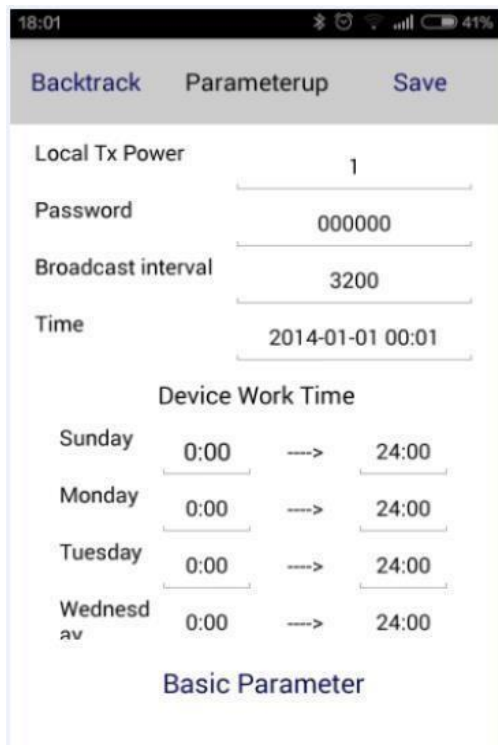 18:01 41%
Backtrack Parameterup Save
Local Tx Power 1
Password 000000
Broadcast interval 3200
Time 2014-01-01 00:01
Device Work Time
Sunday 0:00 ----> 24:00
Monday 0:00 ----> 24:00
Tuesday 0:00 ----> 24:00
Wednesd 0:00 ----> 24:00
ay
Basic Parameter